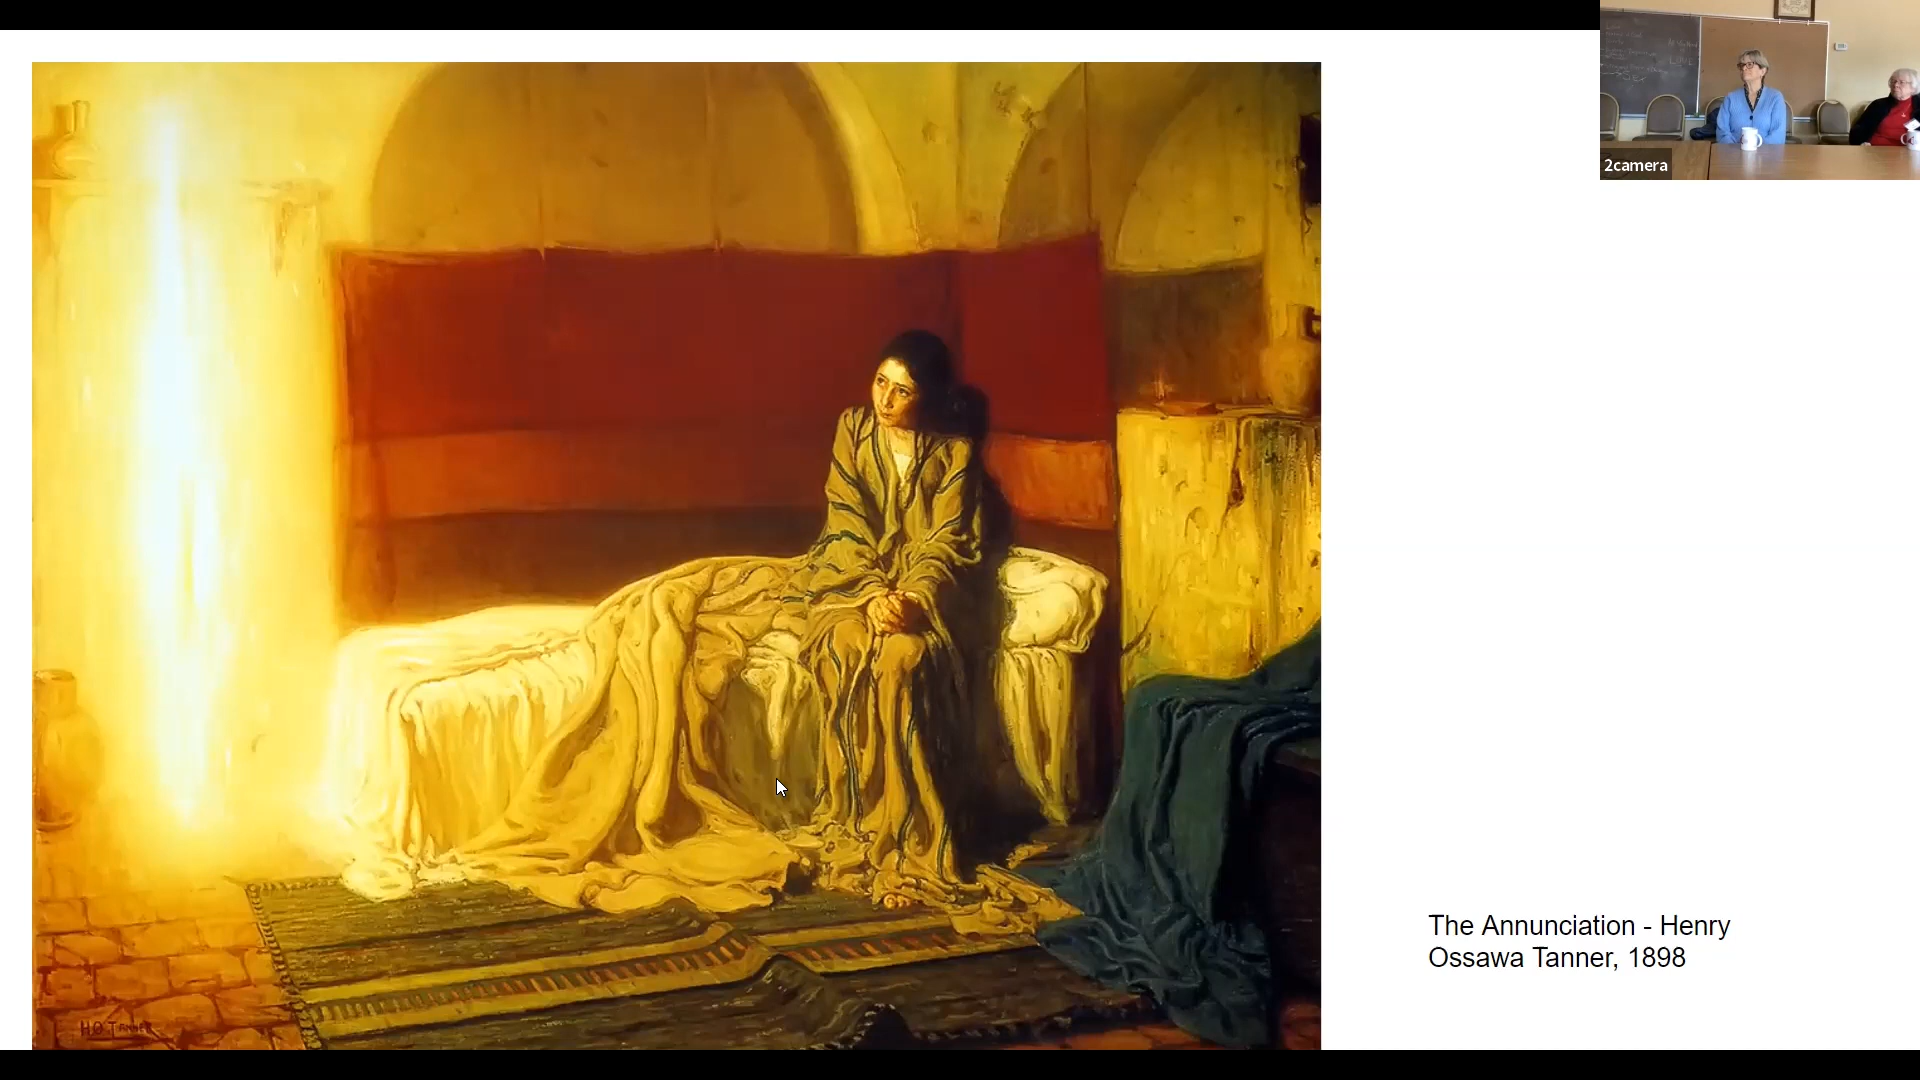 2camera
The Annunciation - Henry
Ossawa Tanner, 1898
H.O. TANNER